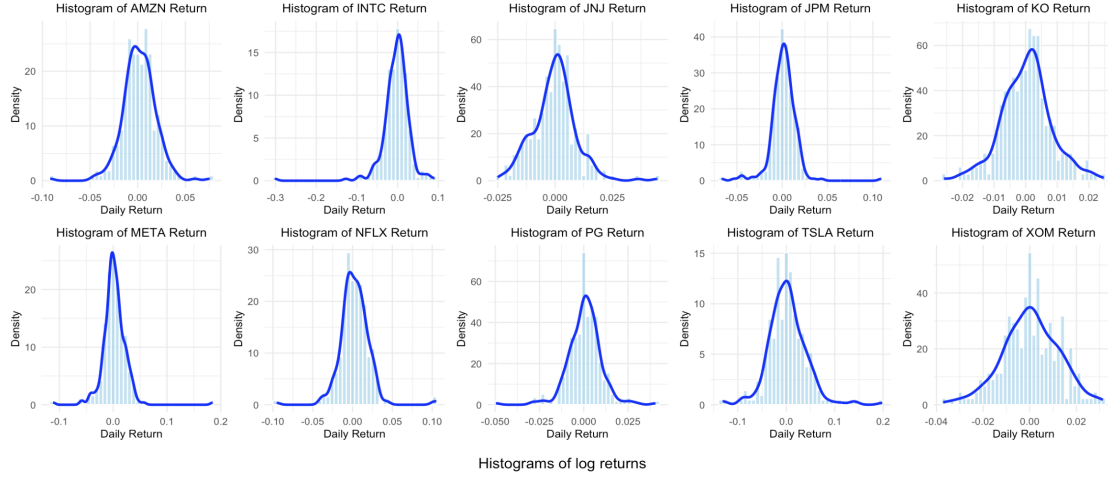 Histogram of AMZN Return
Histogram of INTC Return
Histogram of JNJ Return
Histogram of JPM Return
Histogram of KO Return
Density
20
10
0
-0.10 -0.05 0.00 0.05
Daily Return
Density
15
10
5
0
-0.3 -0.2 -0.1 0.0 0.1
Daily Return
Density
60
40
20
0
-0.025 0.000 0.025
Daily Return
Density
40
30
20
10
0
-0.05 0.00 0.05 0.10
Daily Return
Density
60
40
20
0
-0.02 -0.01 0.00 0.01 0.02
Daily Return
Histogram of META Return
Histogram of NFLX Return
Histogram of PG Return
Histogram of TSLA Return
Histogram of XOM Return
Density
20
10
0
-0.1 0.0 0.1 0.2
Daily Return
Density
30
20
10
0
-0.10 -0.05 0.00 0.05 0.10
Daily Return
Density
60
40
20
0
-0.050 -0.025 0.000 0.025
Daily Return
Density
15
10
5
0
-0.1 0.0 0.1 0.2
Daily Return
Density
40
20
0
-0.04 -0.02 0.00 0.02
Daily Return
Histograms of log returns